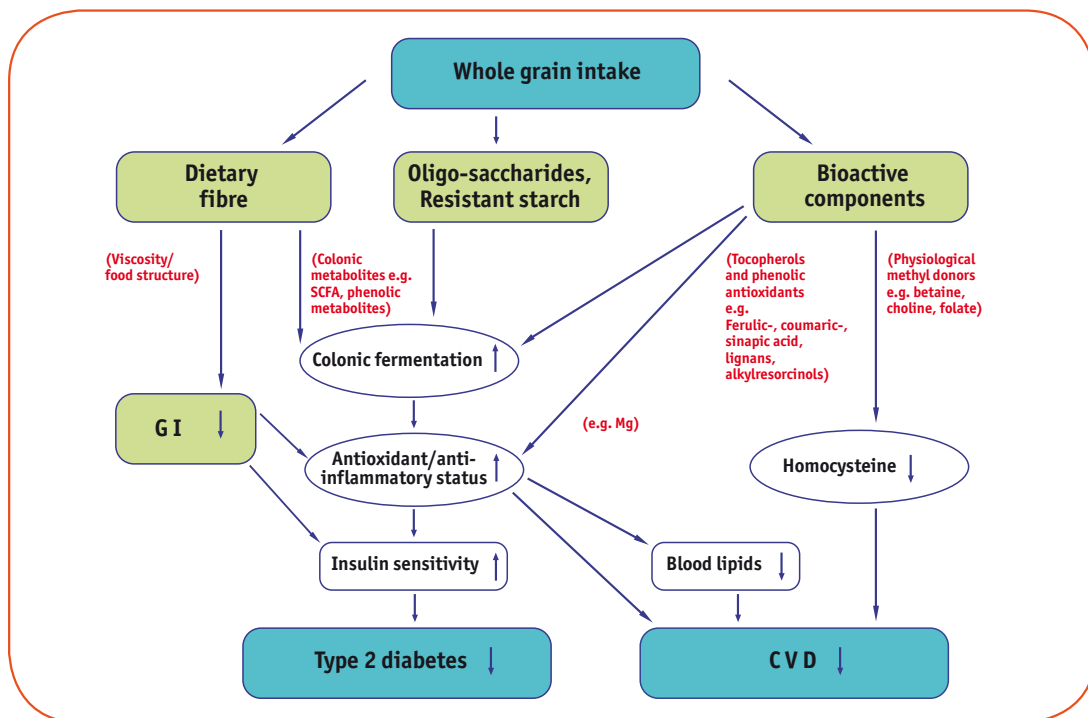 Whole grain intake
Dietary
fibre
Oligo-saccharides,
Resistant starch
Bioactive
components
(Viscosity/
food structure)
(Colonic
metabolites e.g.
SCFA, phenolic
metabolites)
(Tocopherols
and phenolic
antioxidants
e.g.
Ferulic-, coumaric-,
sinapic acid,
lignans,
alkylresorcinols)
(Physiological
methyl donors
e.g. betaine,
choline, folate)
Colonic fermentation ↑
G I ↓
(e.g. Mg)
Antioxidant/anti-
inflammatory status ↑
Homocysteine ↓
Insulin sensitivity ↑
Blood lipids ↓
Type 2 diabetes ↓
C V D ↓